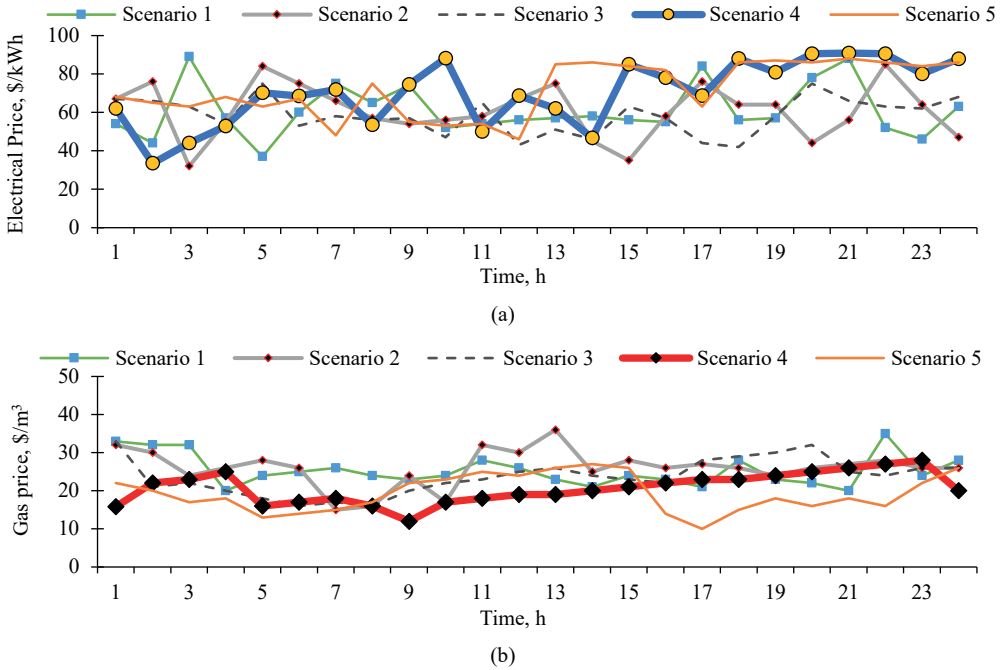 Scenario 1 Scenario 2 Scenario 3 Scenario 4 Scenario 5
Electrical Price, $/kWh
100
80
60
40
20
0
1 3 5 7 9 11 13 15 17 19 21 23
Time, h
(a)
Scenario 1 Scenario 2 Scenario 3 Scenario 4 Scenario 5
Gas price, $/m³
50
40
30
20
10
0
1 3 5 7 9 11 13 15 17 19 21 23
Time, h
(b)